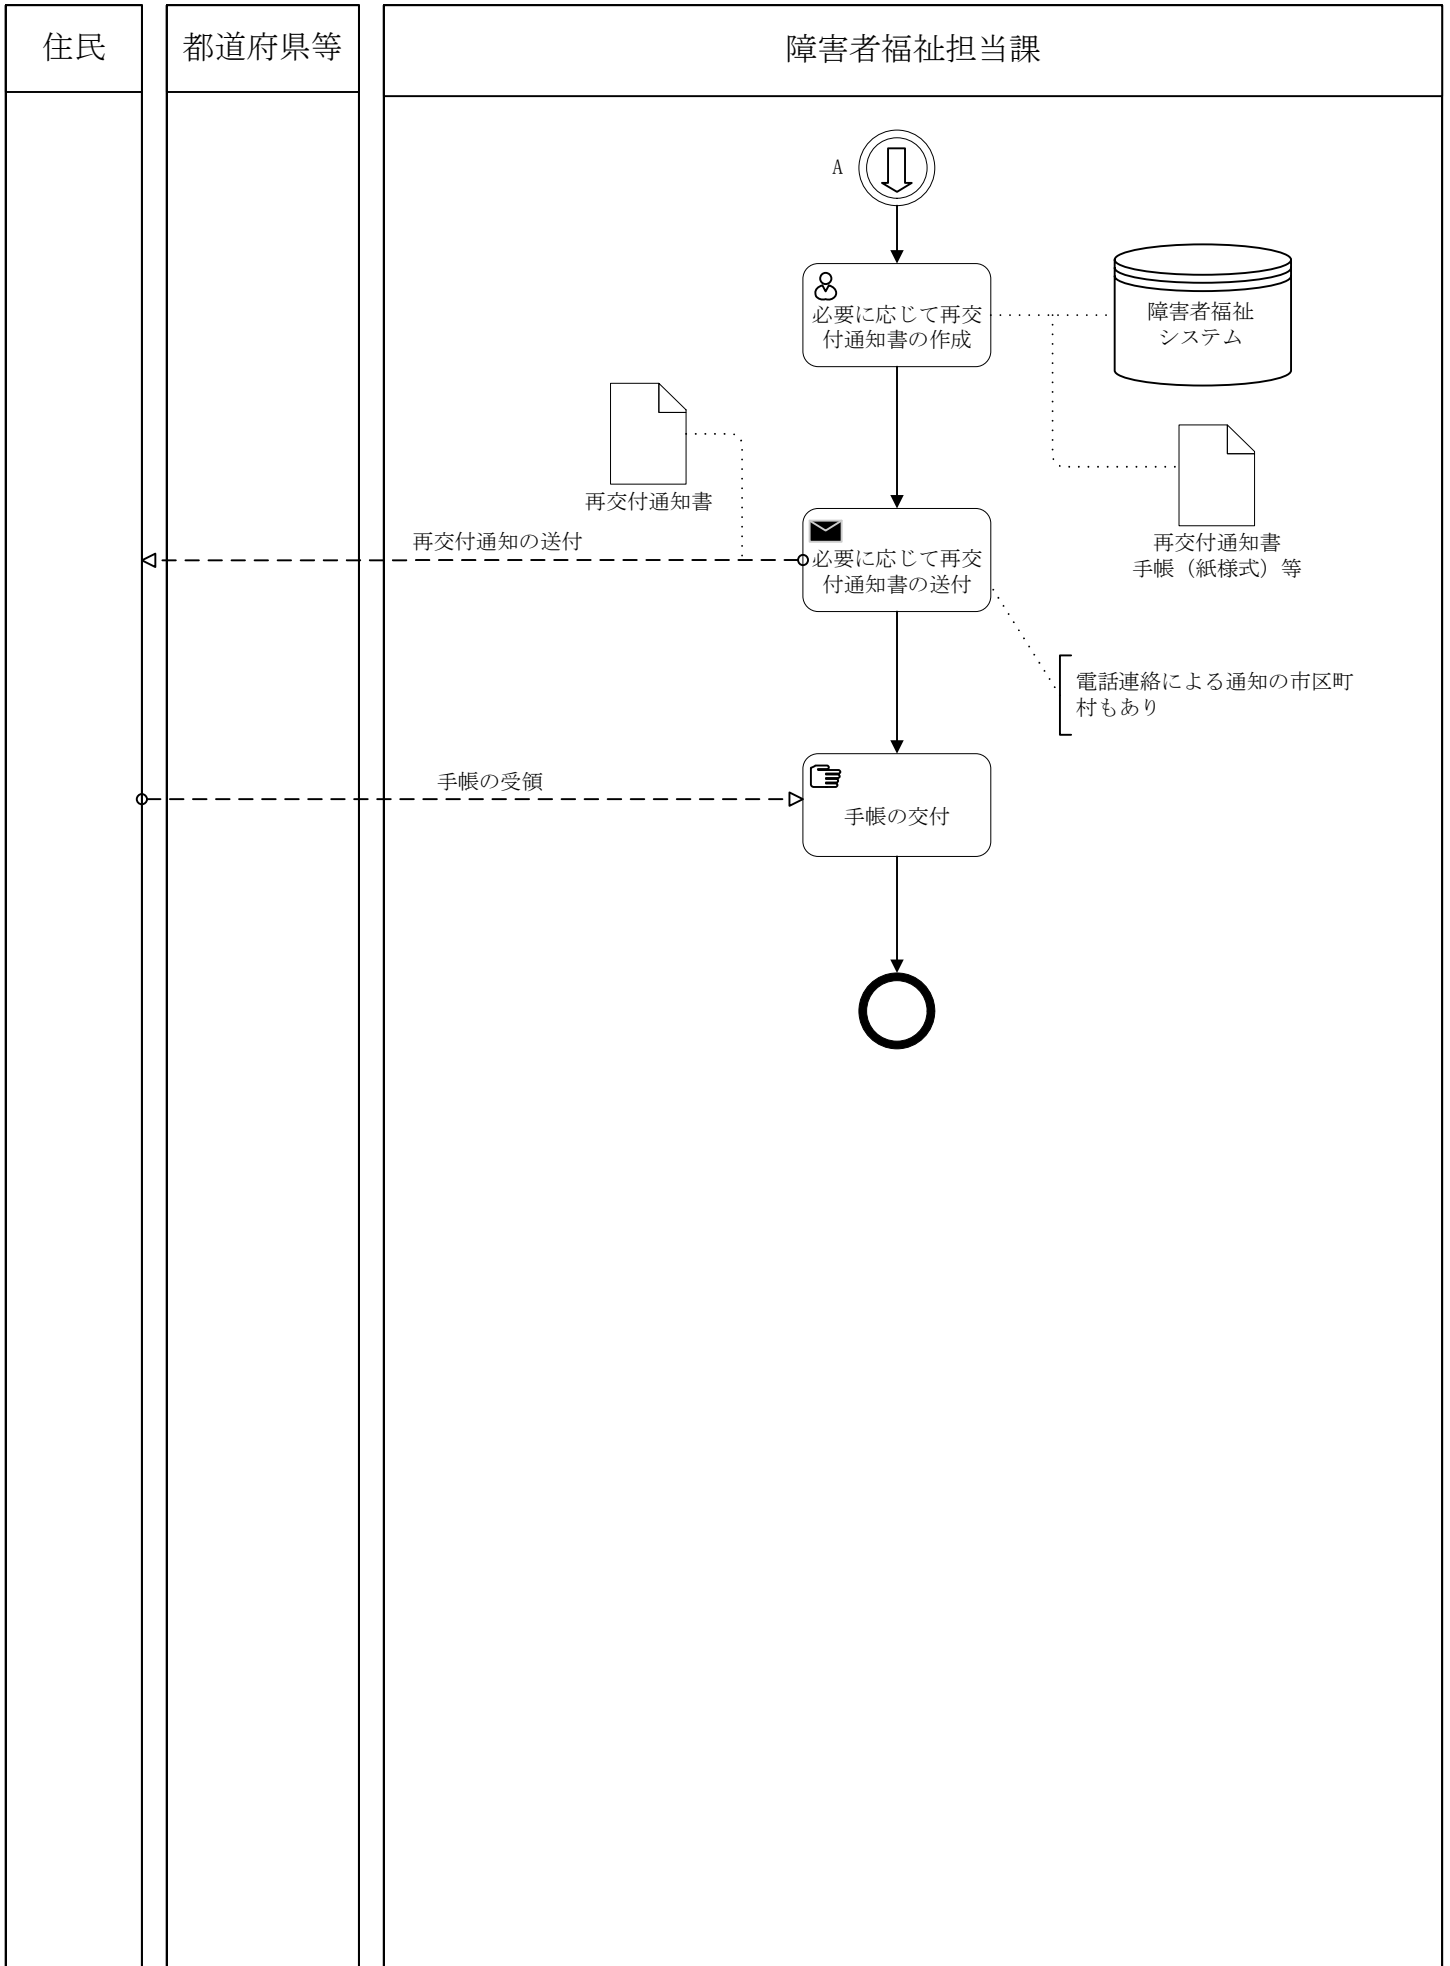 住民
都道府県等
障害者福祉担当課
A
必要に応じて再交
付通知書の作成
障害者福祉
システム
再交付通知書
再交付通知書
手帳（紙様式）等
再交付通知の送付
必要に応じて再交
付通知書の送付
電話連絡による通知の市区町
村もあり
手帳の受領
手帳の交付